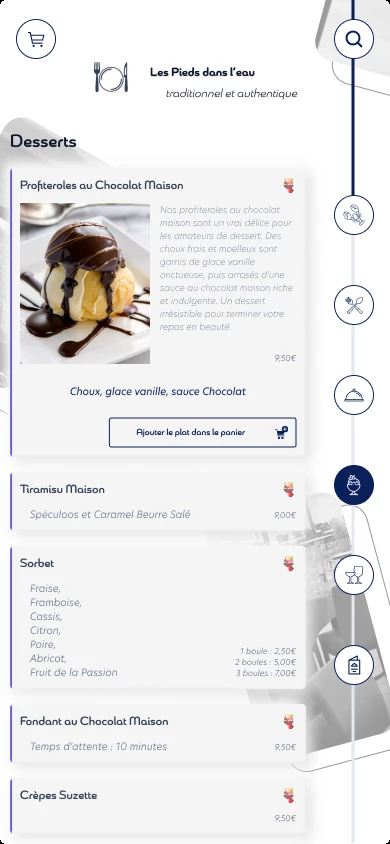 Les Pieds dans l'eau
traditionnel et authentique
Desserts
Profiteroles au Chocolat Maison
Nos profiteroles au chocolat
maison sont un vrai délice pour
les amateurs de dessert. Des
choux frais et moelleux sont
garnis de glace vanille
onctueuse, puis arrosés d'une
sauce au chocolat maison riche
et indulgente. Un dessert
irrésistible pour terminer votre
repas en beauté.
9,50€
Choux, glace vanille, sauce Chocolat
Ajouter le plat dans le panier
Tiramisu Maison
Spéculoos et Caramel Beurre Salé
9,00€
Sorbet
Fraise,
Framboise,
Cassis,
Citron,
Poire,
Abricot,
Fruit de la Passion
1 boule : 2,50€
2 boules : 5,00€
3 boules : 7,00€
Fondant au Chocolat Maison
Temps d'attente : 10 minutes
9,50€
Crèpes Suzette
9,50€